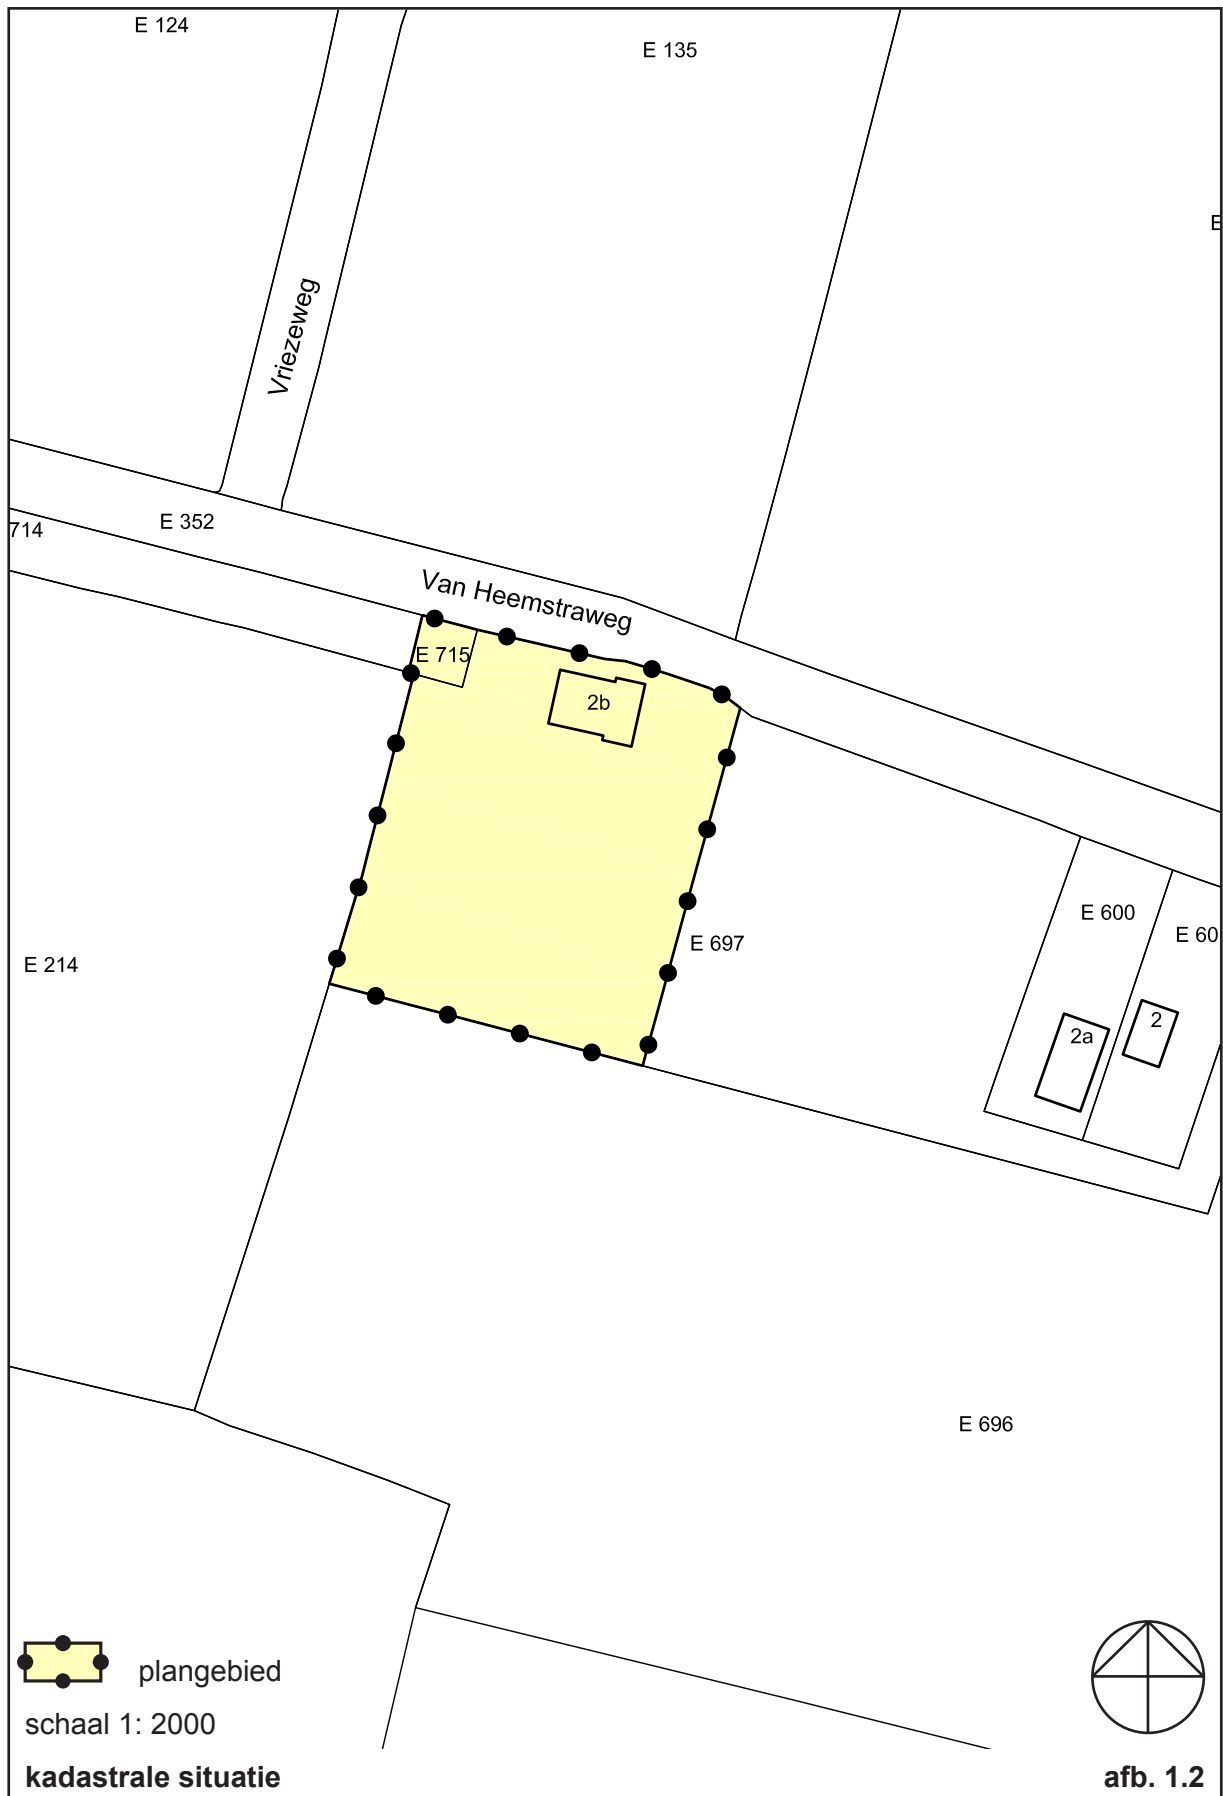 E 124
E 135
E
Vriezeweg
E 352
714
Van Heemstraweg
E 715
2b
E 697
E 600
E 60
E 214
2a
2
E 696
plangebied
schaal 1: 2000
kadastrale situatie
afb. 1.2